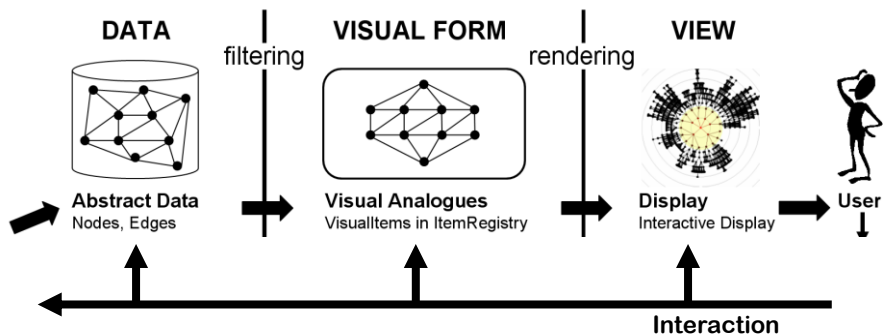 DATA
filtering
VISUAL FORM
rendering
VIEW
Abstract Data
Nodes, Edges
Visual Analogues
VisualItems in ItemRegistry
Display
Interactive Display
User
Interaction